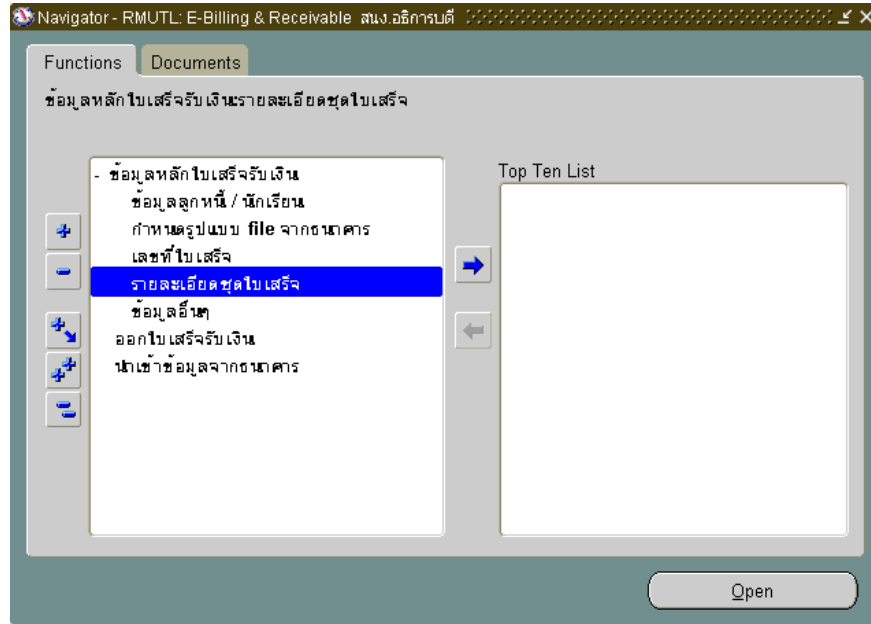 Navigator - RMUTL: E-Billing & Receivable สนง.อธิการบดี
Functions
Documents
ข้อมูลหลักใบเสร็จรับเงิน:รายละเอียดชุดใบเสร็จ
- ข้อมูลหลักใบเสร็จรับเงิน
ข้อมูลลูกหนี้ / นักเรียน
กำหนดรูปแบบ file จากธนาคาร
เลขที่ใบเสร็จ
รายละเอียดชุดใบเสร็จ
ข้อมูลอื่นๆ
ออกใบเสร็จรับเงิน
นำเข้าข้อมูลจากธนาคาร
Top Ten List
Open